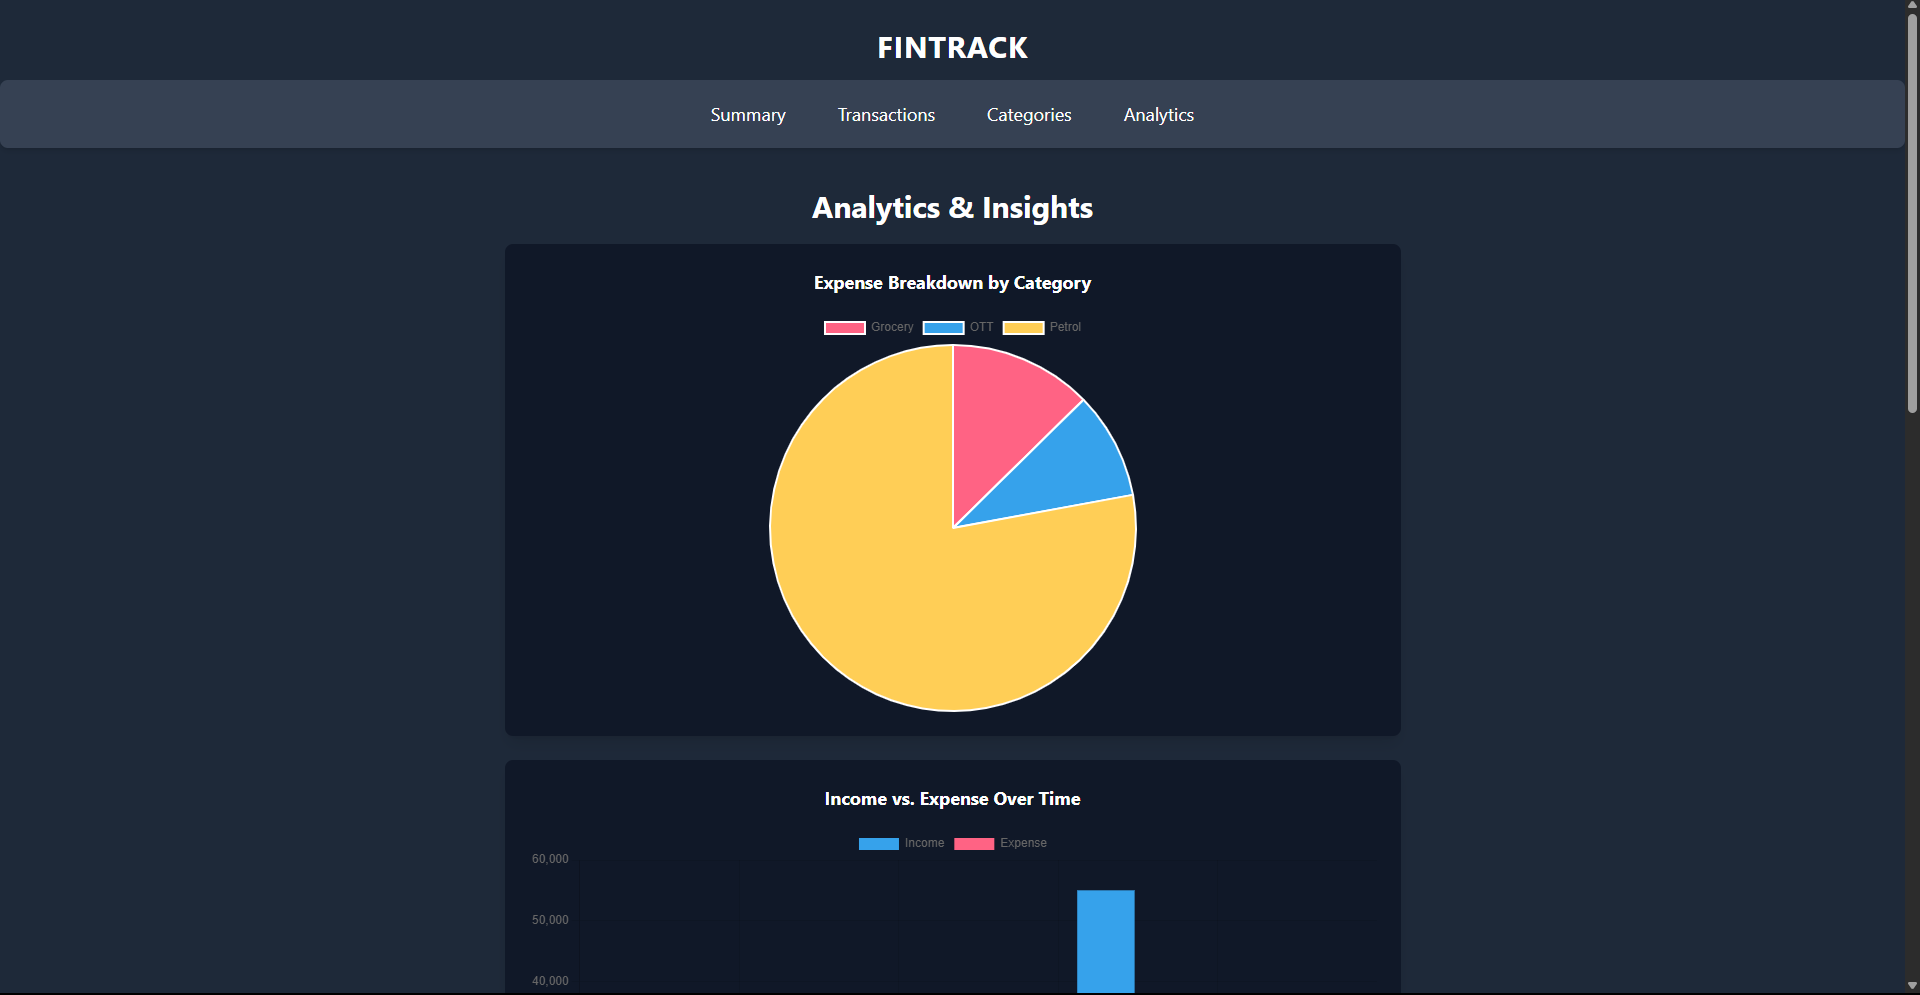 FINTRACK
Summary Transactions Categories Analytics
Analytics & Insights
Expense Breakdown by Category
Grocery OTT Petrol
Income vs. Expense Over Time
Income Expense
60,000
50,000
40,000